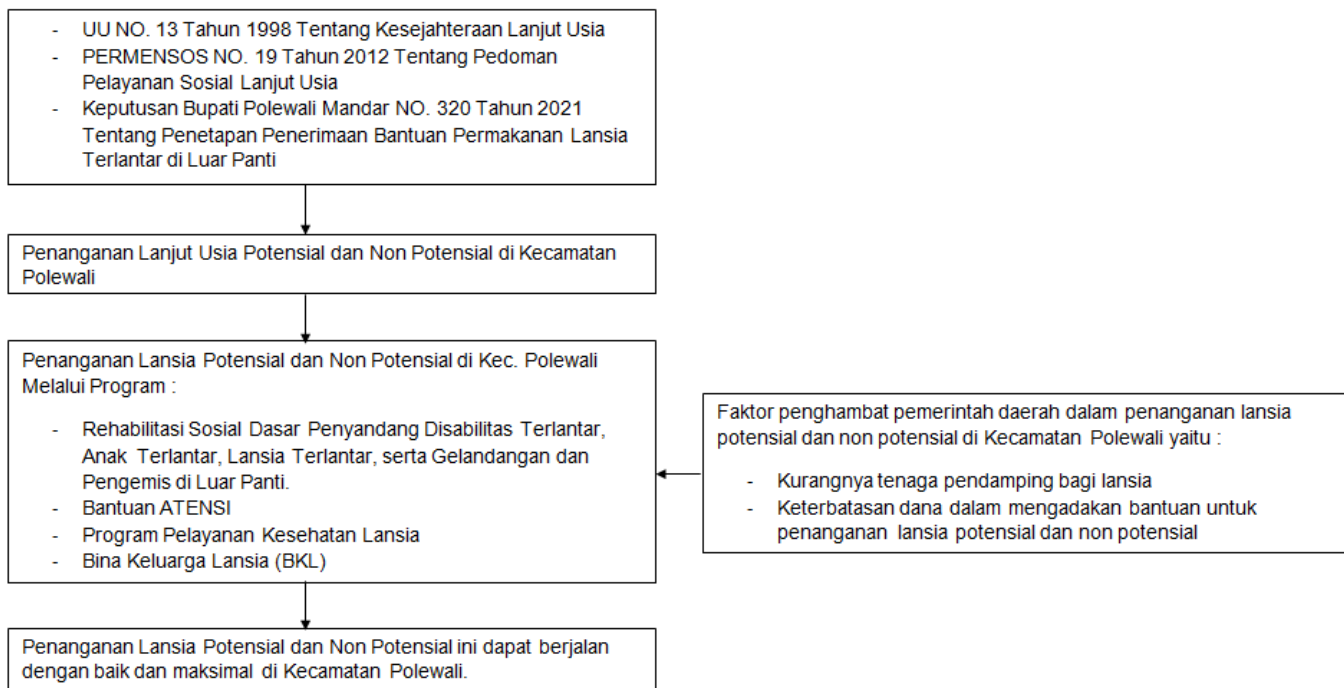 - UU NO. 13 Tahun 1998 Tentang Kesejahteraan Lanjut Usia
- PERMENSOS NO. 19 Tahun 2012 Tentang Pedoman
Pelayanan Sosial Lanjut Usia
- Keputusan Bupati Polewali Mandar NO. 320 Tahun 2021
Tentang Penetapan Penerimaan Bantuan Permakanan Lansia
Terlantar di Luar Panti
Penanganan Lanjut Usia Potensial dan Non Potensial di Kecamatan
Polewali
Penanganan Lansia Potensial dan Non Potensial di Kec. Polewali
Melalui Program :
- Rehabilitasi Sosial Dasar Penyandang Disabilitas Terlantar,
Anak Terlantar, Lansia Terlantar, serta Gelandangan dan
Pengemis di Luar Panti.
- Bantuan ATENSI
- Program Pelayanan Kesehatan Lansia
- Bina Keluarga Lansia (BKL)
Faktor penghambat pemerintah daerah dalam penanganan lansia
potensial dan non potensial di Kecamatan Polewali yaitu :
- Kurangnya tenaga pendamping bagi lansia
- Keterbatasan dana dalam mengadakan bantuan untuk
penanganan lansia potensial dan non potensial
Penanganan Lansia Potensial dan Non Potensial ini dapat berjalan
dengan baik dan maksimal di Kecamatan Polewali.